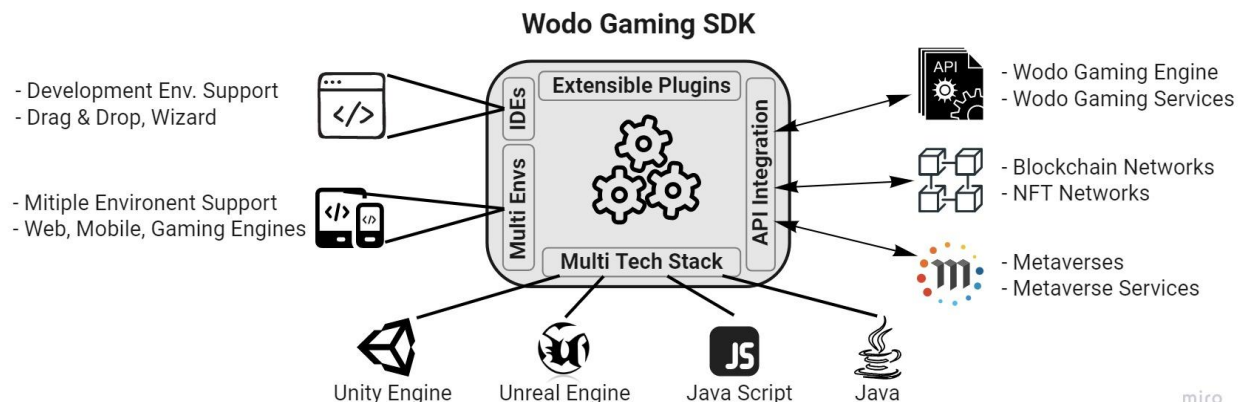 Wodo Gaming SDK
- Development Env. Support
- Drag & Drop, Wizard
</>
IDEs
Extensible Plugins
API Integration
API
- Wodo Gaming Engine
- Wodo Gaming Services
- Mitiple Environent Support
- Web, Mobile, Gaming Engines
</>
</>
Multi Envs
- Blockchain Networks
- NFT Networks
Multi Tech Stack
m
- Metaverses
- Metaverse Services
JS
Unity Engine
Unreal Engine
Java Script
Java
miro